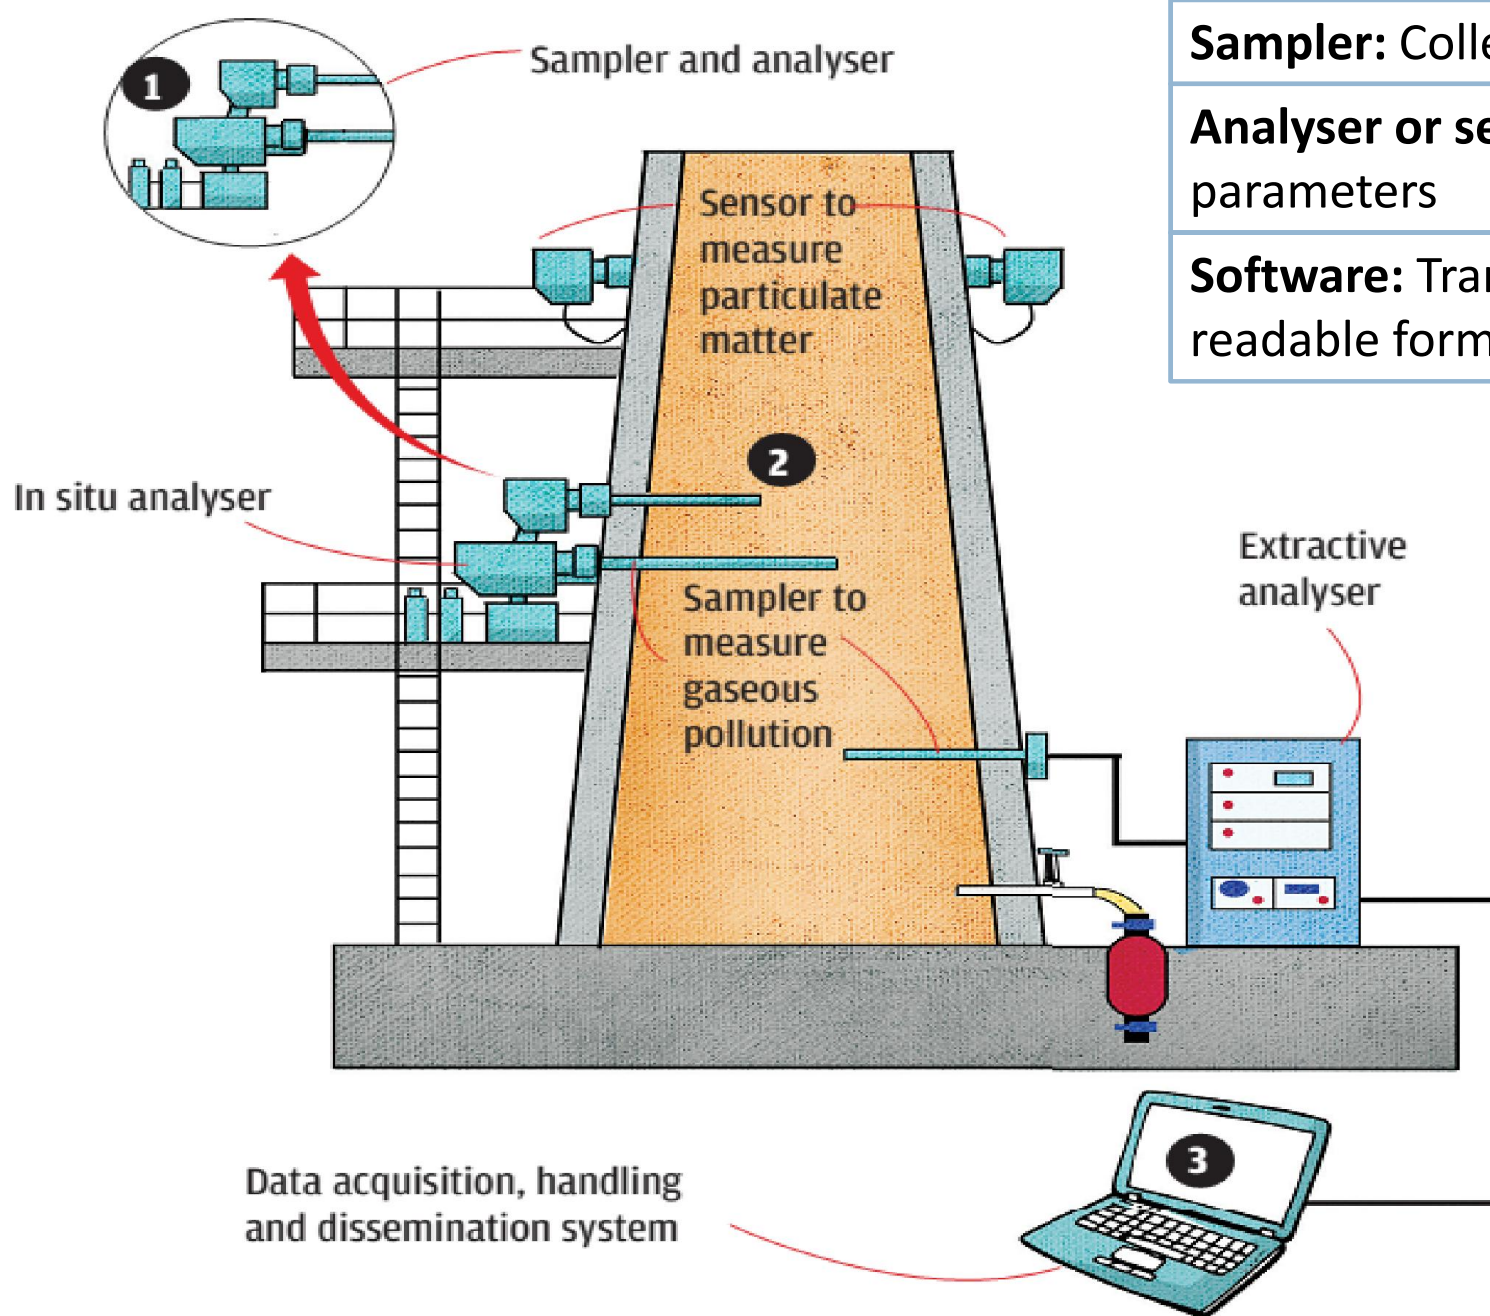 1
Sampler and analyser
Sampler: Colle
Analyser or se
parameters
Software: Tran
readable form
Sensor to
measure
particulate
matter
2
In situ analyser
Sampler to
measure
gaseous
pollution
Extractive
analyser
3
Data acquisition, handling
and dissemination system